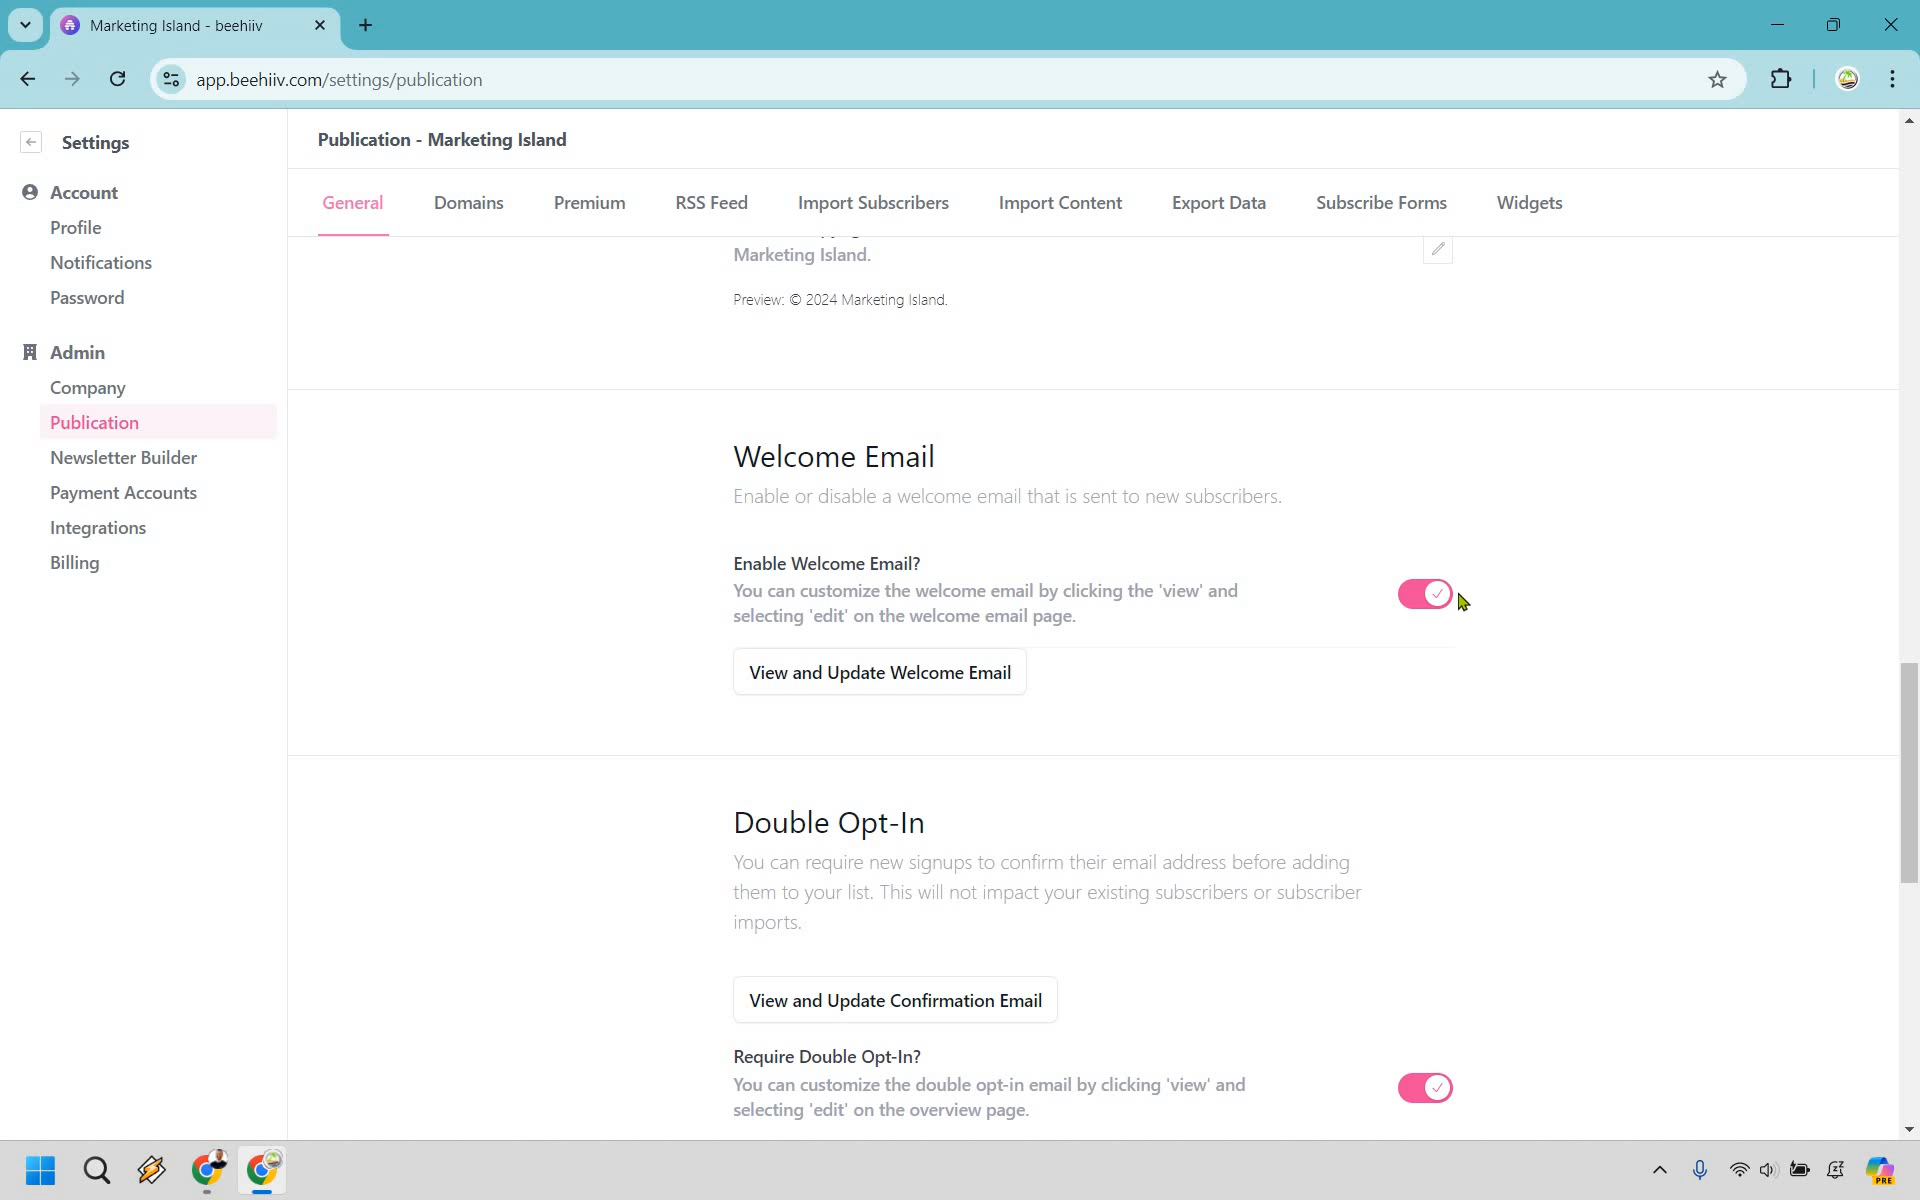 Marketing Island - beehiiv
app.beehiiv.com/settings/publication
Settings
Account
Profile
Notifications
Password
Admin
Company
Publication
Newsletter Builder
Payment Accounts
Integrations
Billing
Publication - Marketing Island
General Domains Premium RSS Feed Import Subscribers Import Content Export Data Subscribe Forms Widgets
Marketing Island.
Preview: © 2024 Marketing Island.
Welcome Email
Enable or disable a welcome email that is sent to new subscribers.
Enable Welcome Email?
You can customize the welcome email by clicking the 'view' and
selecting 'edit' on the welcome email page.
View and Update Welcome Email
Double Opt-In
You can require new signups to confirm their email address before adding
them to your list. This will not impact your existing subscribers or subscriber
imports.
View and Update Confirmation Email
Require Double Opt-In?
You can customize the double opt-in email by clicking 'view' and
selecting 'edit' on the overview page.
PRE